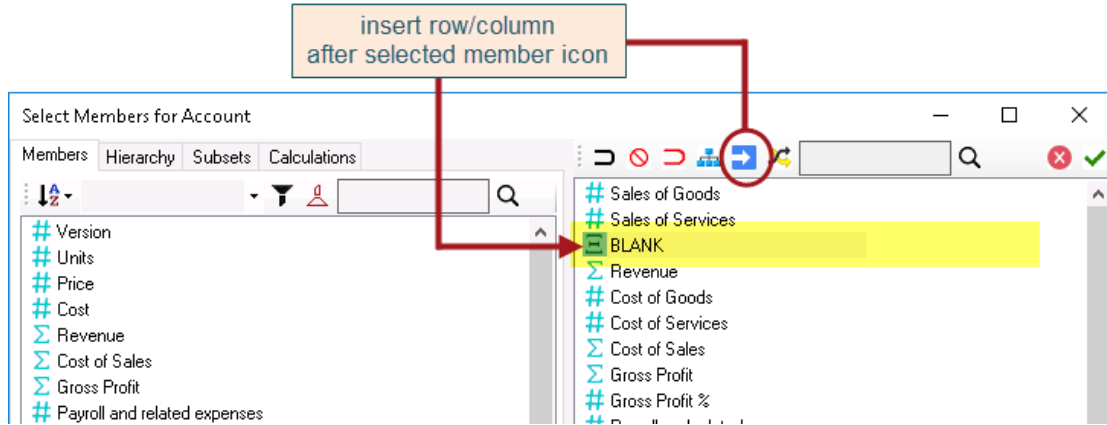 insert row/column
after selected member icon
Select Members for Account
Members Hierarchy Subsets Calculations
Version
Units
Price
Cost
Revenue
Cost of Sales
Gross Profit
Payroll and related expenses
Sales of Goods
Sales of Services
BLANK
Revenue
Cost of Goods
Cost of Services
Cost of Sales
Gross Profit
Gross Profit %